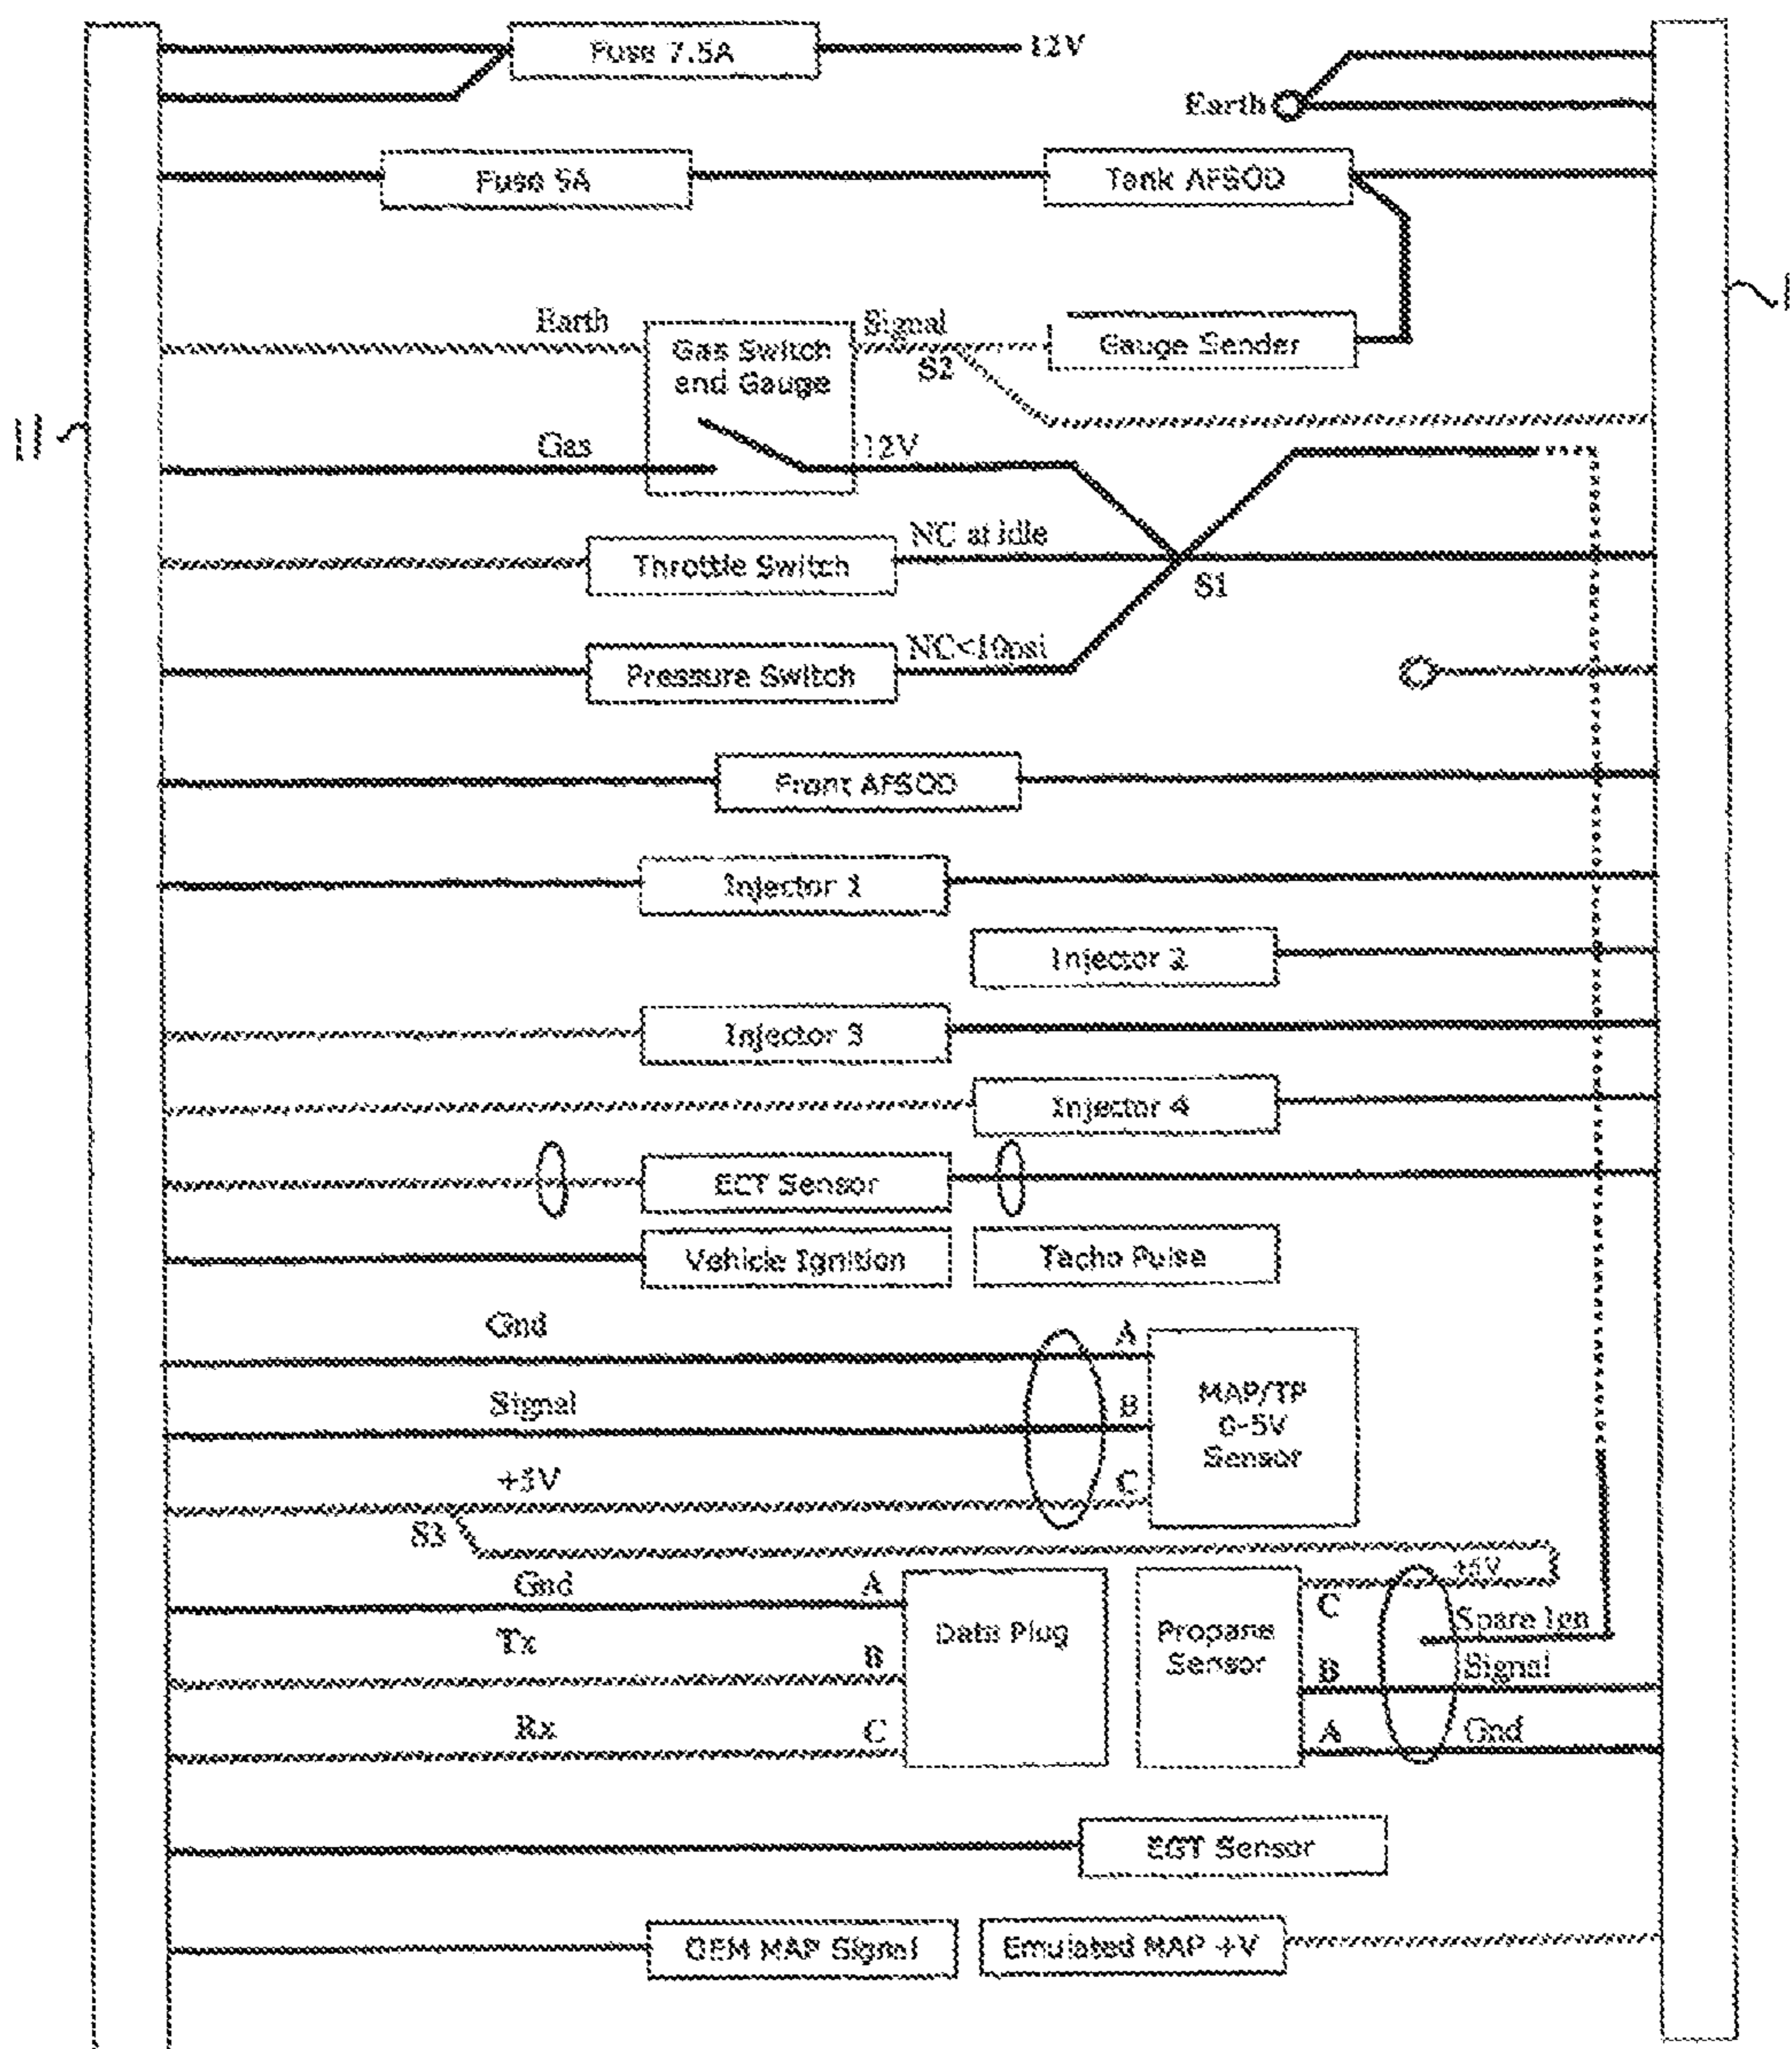 Fuse 7.5A
12V
Earth
Fuse 5A
Tank AFSOD
Earth
Signal
Gas Switch
and Gauge
Gauge Sender
S2
11
Gas
12V
NC at idle
Throttle Switch
S1
NC<10psi
Pressure Switch
Front AFSOD
Injector 1
Injector 2
Injector 3
Injector 4
ECT Sensor
Vehicle Ignition
Tacho Pulse
Gnd
A
Signal
B
MAP/TP
0-5V
Sensor
+5V
C
S3
+5V
Gnd
A
C
Data Plug
Propane
Sensor
Spare Ign
Tx
B
B
Signal
Rx
C
A
Gnd
EGT Sensor
OEM MAP Signal
Emulated MAP +V